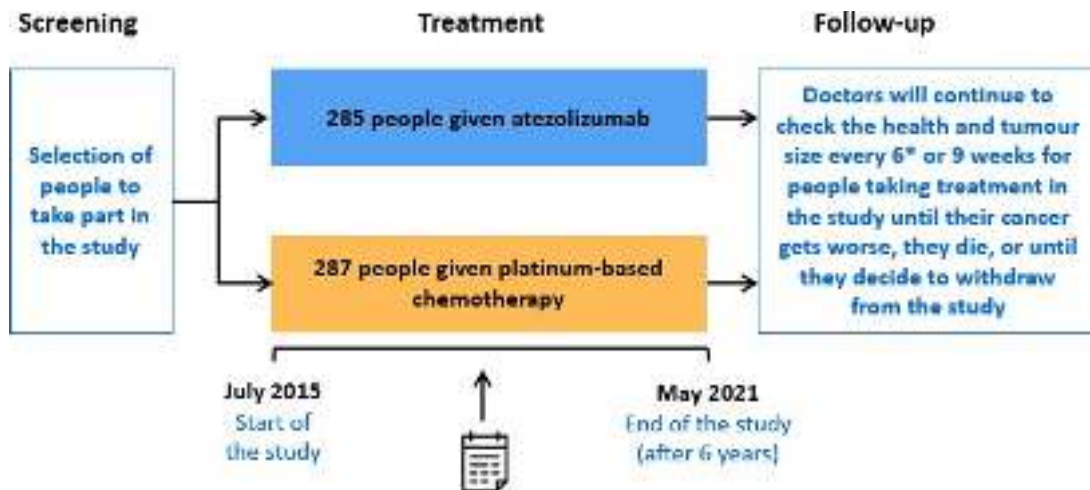 Screening
Treatment
Follow-up
Selection of
people to
take part in
the study
285 people given atezolizumab
287 people given platinum-based
chemotherapy
Doctors will continue to
check the health and tumour
size every 6* or 9 weeks for
people taking treatment in
the study until their cancer
gets worse, they die, or until
they decide to withdraw
from the study
July 2015
Start of
the study
May 2021
End of the study
(after 6 years)